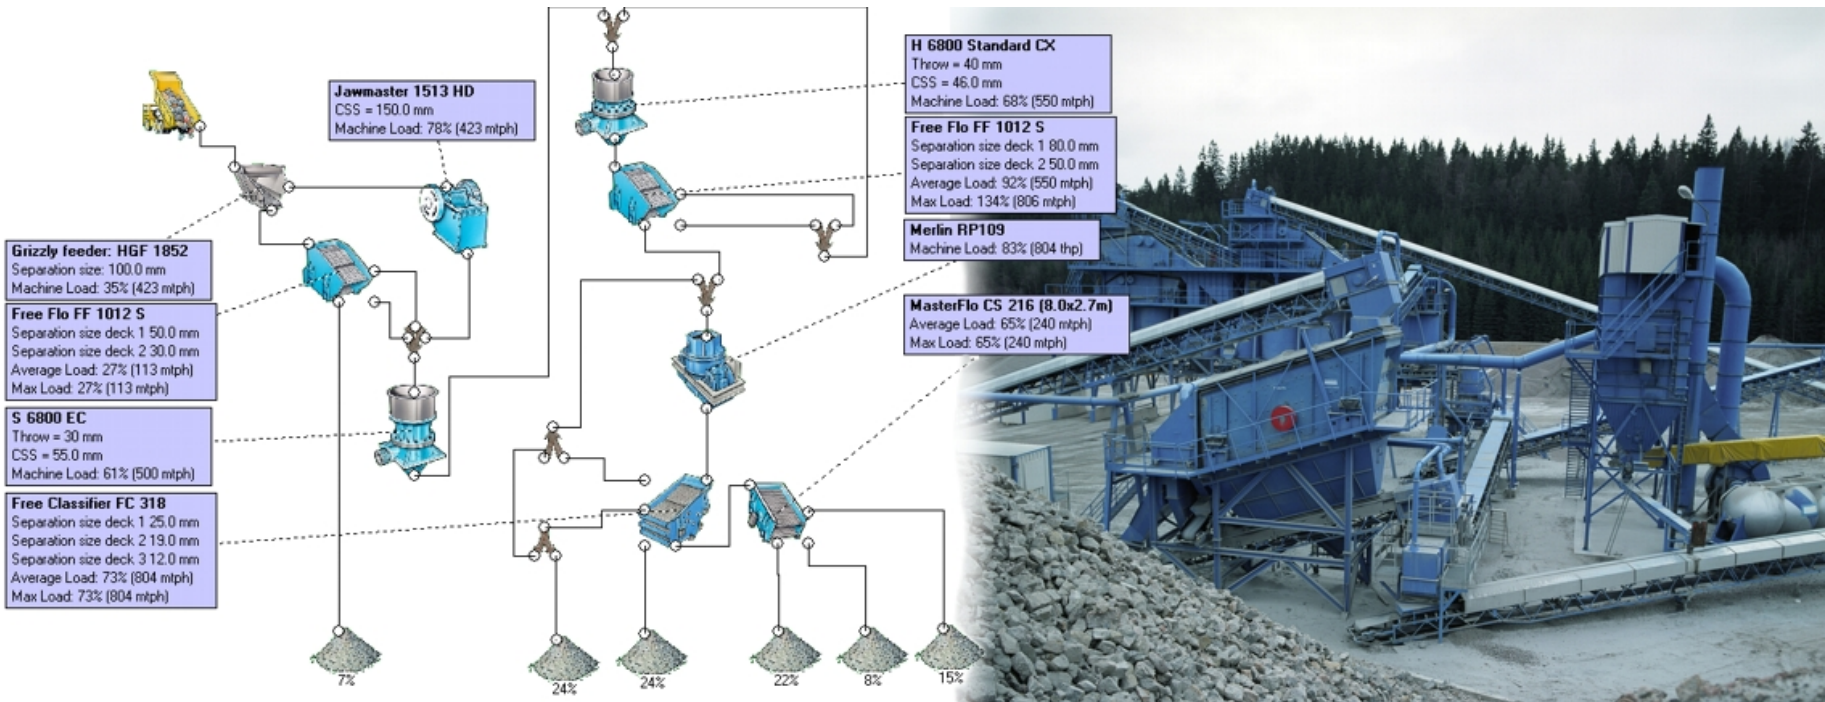 Jawmaster 1513 HD
CSS = 150.0 mm
Machine Load: 78% (423 mtph)
Grizzly feeder: HGF 1852
Separation size: 100.0 mm
Machine Load: 35% (423 mtph)
Free Flo FF 1012 S
Separation size deck 1 50.0 mm
Separation size deck 2 30.0 mm
Average Load: 27% (113 mtph)
Max Load: 27% (113 mtph)
S 6800 EC
Throw = 30 mm
CSS = 55.0 mm
Machine Load: 61% (500 mtph)
Free Classifier FC 318
Separation size deck 1 25.0 mm
Separation size deck 2 19.0 mm
Separation size deck 3 12.0 mm
Average Load: 73% (804 mtph)
Max Load: 73% (804 mtph)
H 6800 Standard CX
Throw = 40 mm
CSS = 46.0 mm
Machine Load: 68% (550 mtph)
Free Flo FF 1012 S
Separation size deck 1 80.0 mm
Separation size deck 2 50.0 mm
Average Load: 92% (550 mtph)
Max Load: 134% (806 mtph)
Merlin RP109
Machine Load: 83% (804 thp)
MasterFlo CS 216 (8.0x2.7m)
Average Load: 65% (240 mtph)
Max Load: 65% (240 mtph)
7%
24%
24%
22%
8%
15%